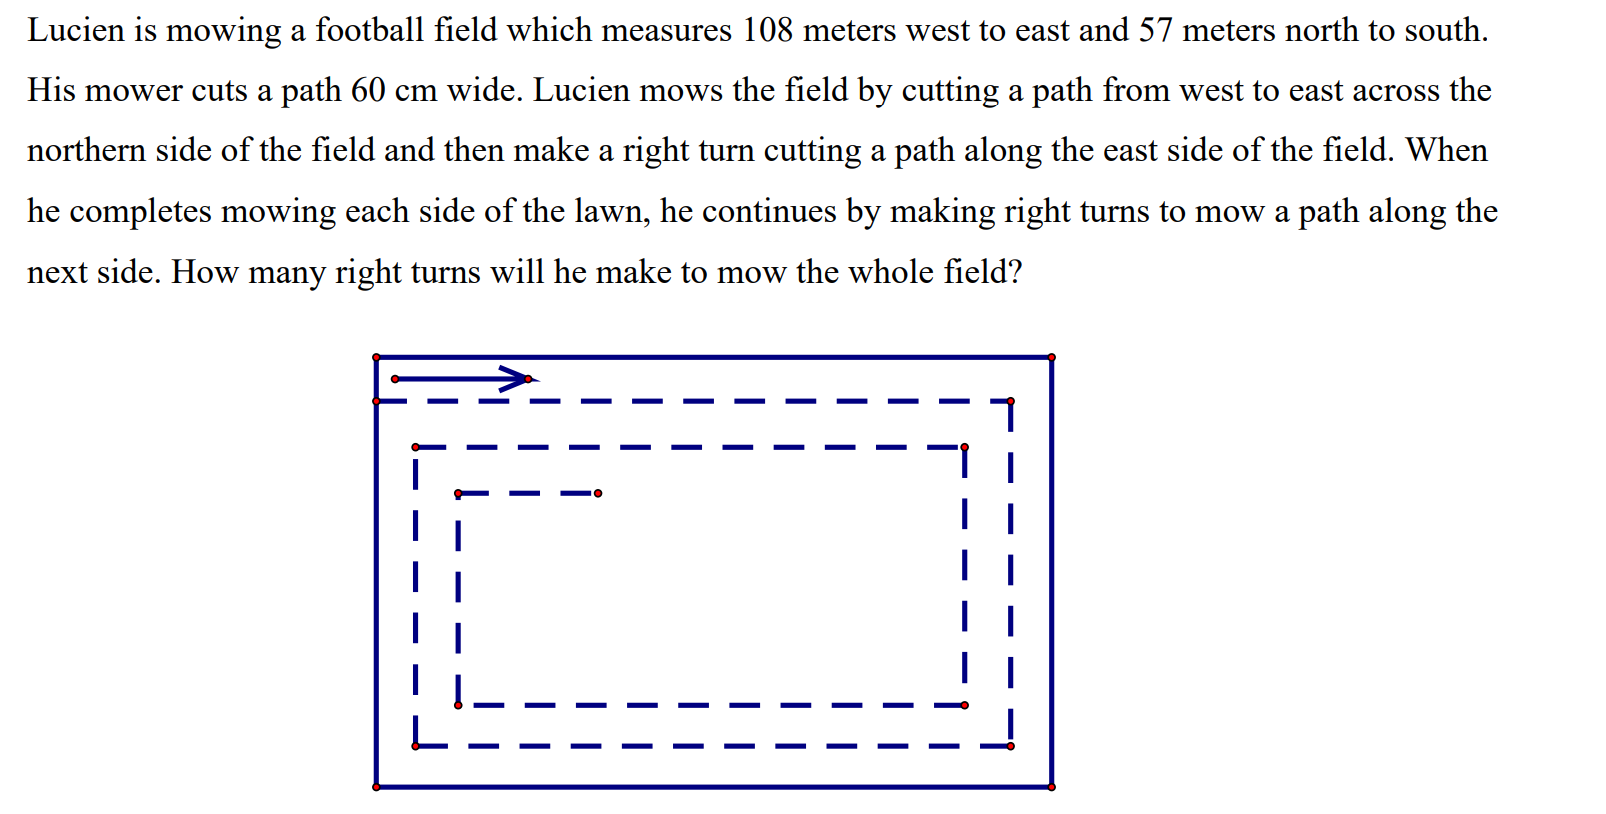 Lucien is mowing a football field which measures 108 meters west to east and 57 meters north to south.
His mower cuts a path 60 cm wide. Lucien mows the field by cutting a path from west to east across the
northern side of the field and then make a right turn cutting a path along the east side of the field. When
he completes mowing each side of the lawn, he continues by making right turns to mow a path along the
next side. How many right turns will he make to mow the whole field?